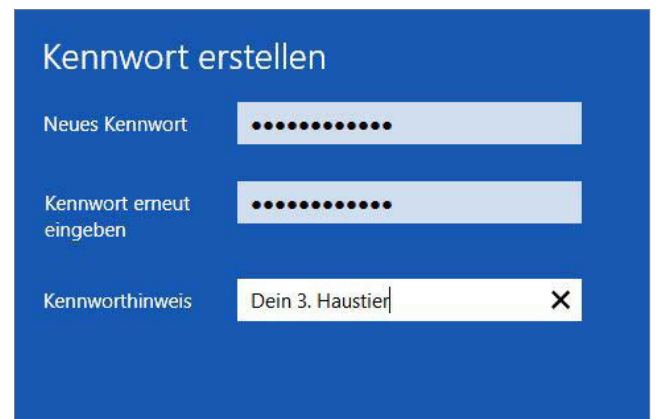 Kennwort erstellen
Neues Kennwort
●●●●●●●●●●●●
Kennwort erneut
eingeben
●●●●●●●●●●●●
Kennworthinweis
Dein 3. Haustier